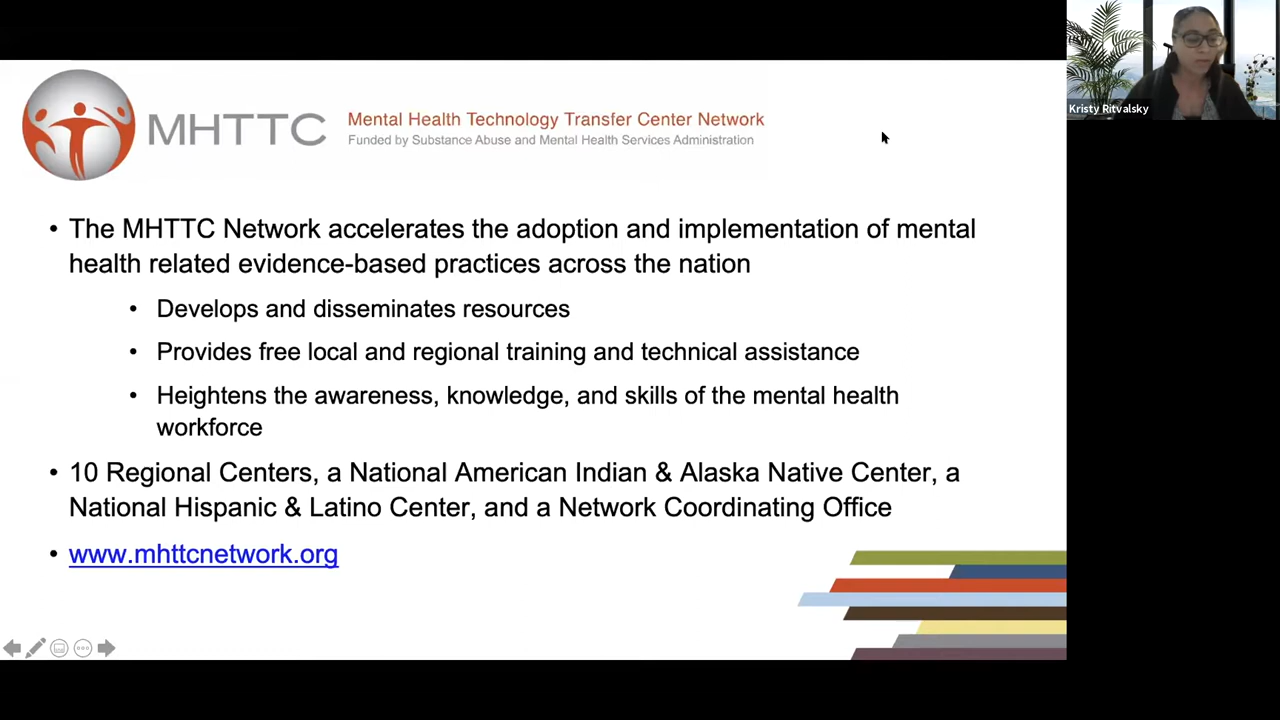 Kristy Ritvalsky
MHTTC
Mental Health Technology Transfer Center Network
Funded by Substance Abuse and Mental Health Services Administration
• The MHTTC Network accelerates the adoption and implementation of mental
health related evidence-based practices across the nation
• Develops and disseminates resources
• Provides free local and regional training and technical assistance
• Heightens the awareness, knowledge, and skills of the mental health
workforce
• 10 Regional Centers, a National American Indian & Alaska Native Center, a
National Hispanic & Latino Center, and a Network Coordinating Office
• www.mhttcnetwork.org